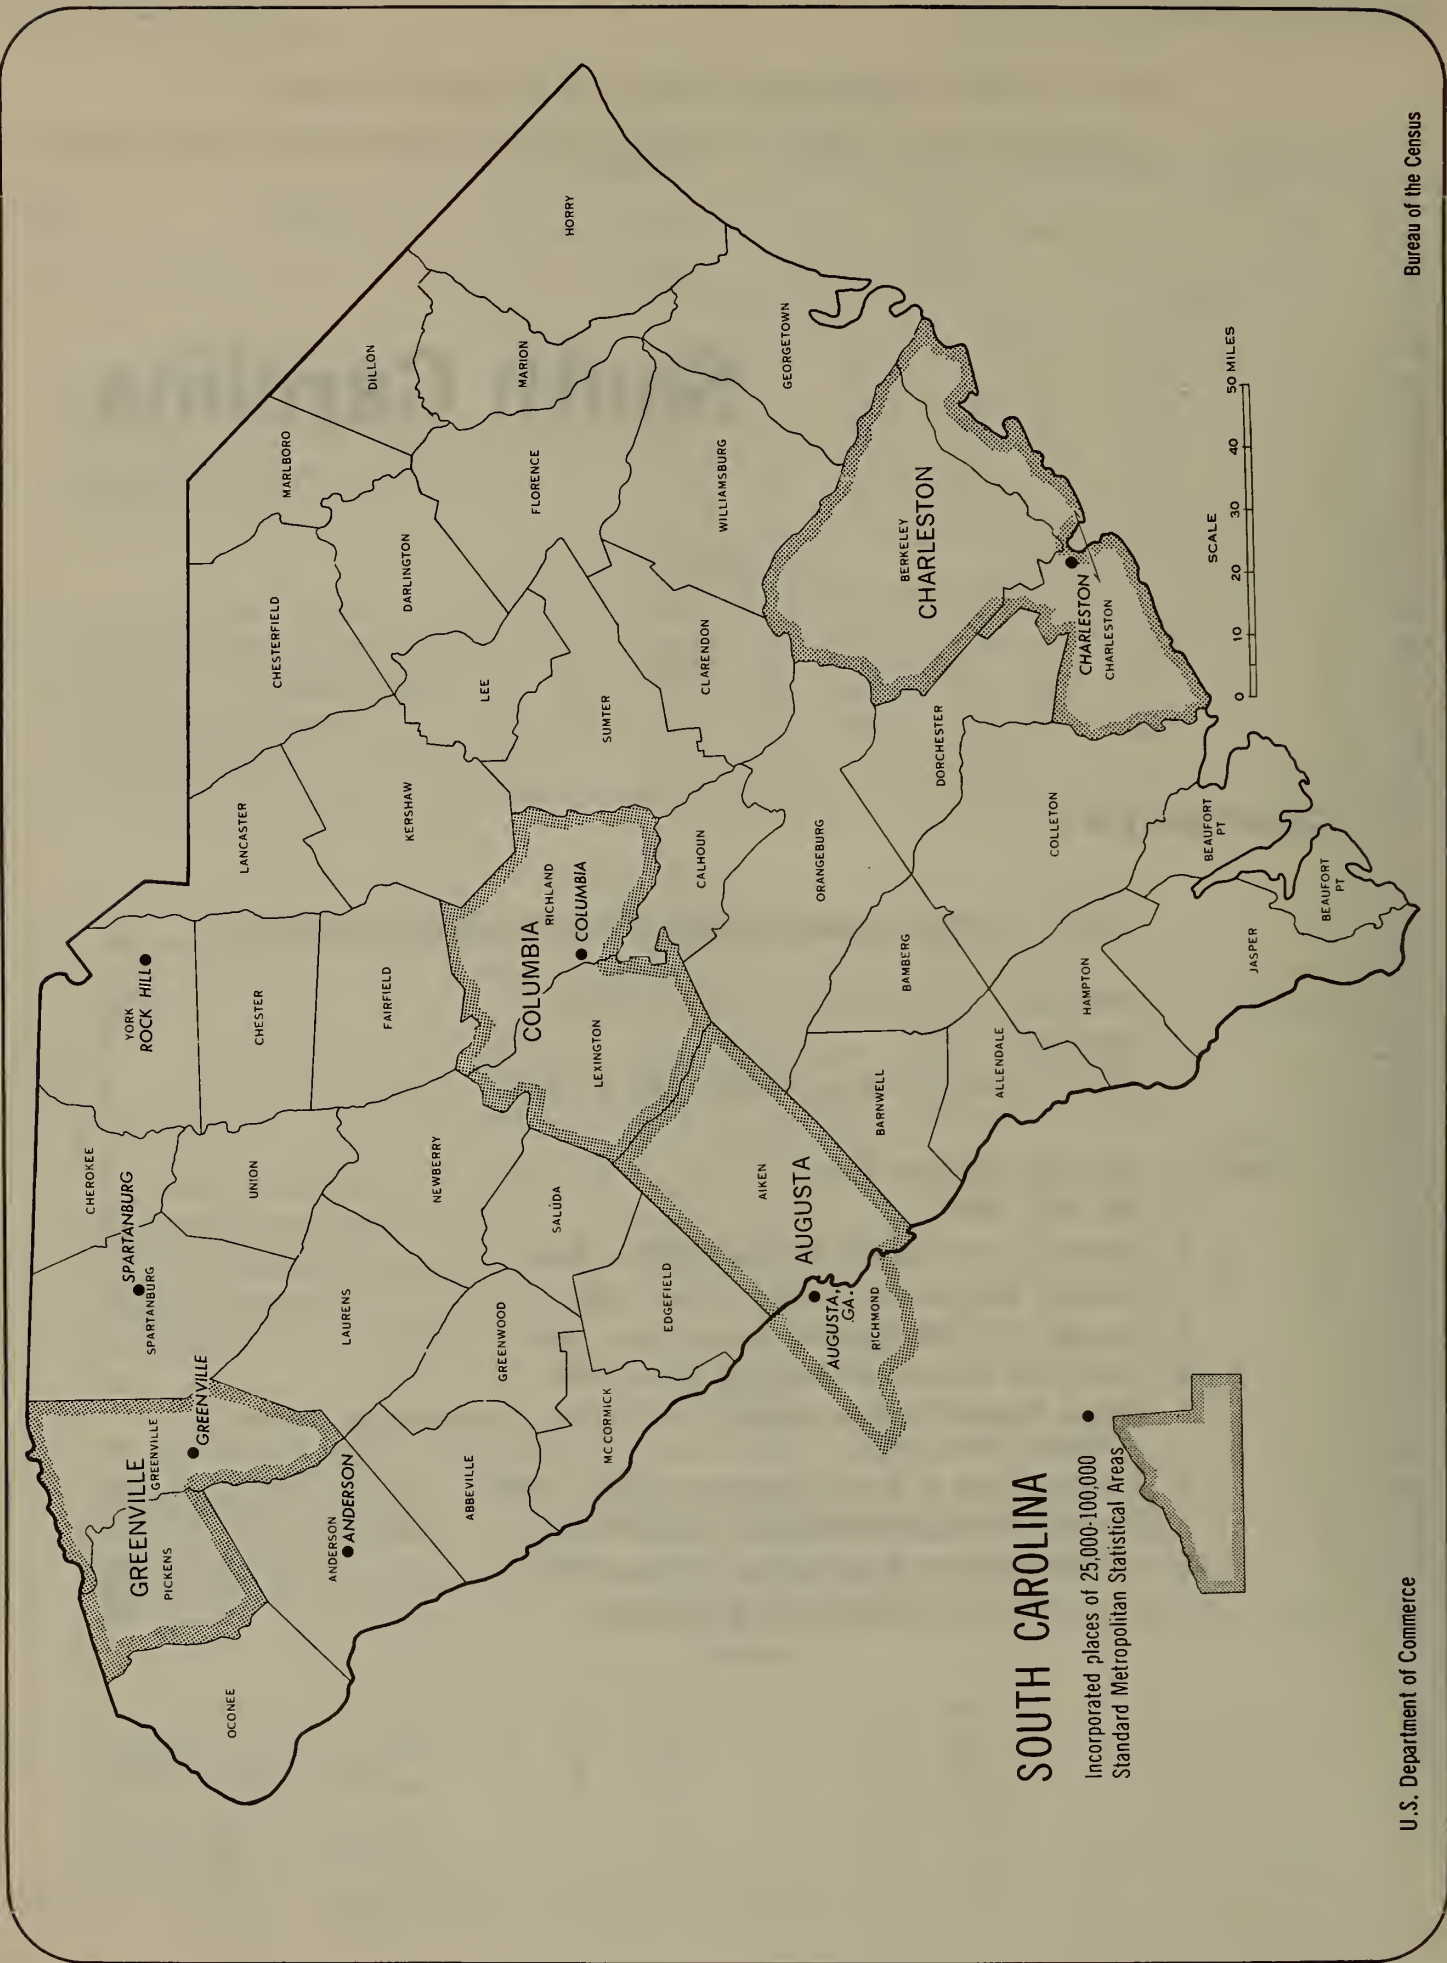 CHEROKEE
SPARTANBURG
SPARTANBURG
YORK
ROCK HILL
GREENVILLE
GREENVILLE
GREENVILLE
PICKENS
OCONEE
ANDERSON
ANDERSON
UNION
CHESTER
LANCASTER
CHESTERFIELD
MARLBORO
DILLON
LAURENS
NEWBERRY
FAIRFIELD
KERSHAW
DARLINGTON
LEE
FLORENCE
MARION
HORRY
ABBEVILLE
GREENWOOD
SALUDA
COLUMBIA
RICHLAND
COLUMBIA
LEXINGTON
SUMTER
MC CORMICK
EDGEFIELD
CALHOUN
CLARENDON
WILLIAMSBURG
GEORGETOWN
AIKEN
AUGUSTA
AUGUSTA,
GA.
RICHMOND
BARNWELL
BAMBERG
ORANGEBURG
DORCHESTER
BERKELEY
CHARLESTON
CHARLESTON
CHARLESTON
ALLENDALE
HAMPTON
COLLETON
JASPER
BEAUFORT
PT
BEAUFORT
PT
SCALE
0 10 20 30 40 50 MILES
SOUTH CAROLINA
Incorporated places of 25,000-100,000
Standard Metropolitan Statistical Areas
U.S. Department of Commerce
Bureau of the Census